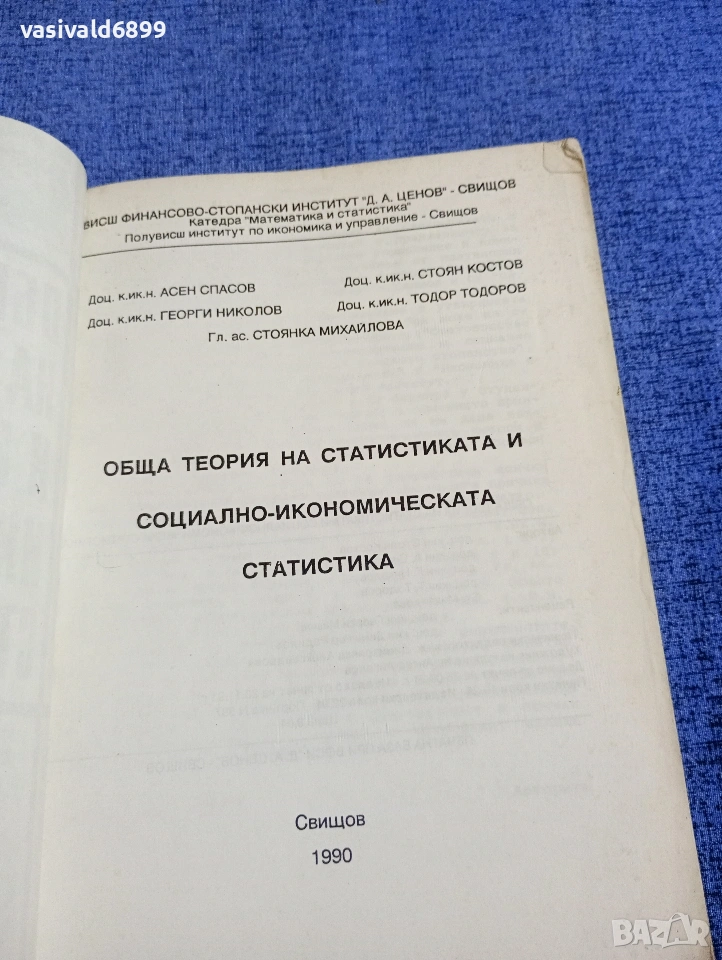 vasivald6899
ВИСШ ФИНАНСОВО-СТОПАНСКИ ИНСТИТУТ "Д. А. ЦЕНОВ" - СВИЩОВ
Катедра "Математика и статистика"
Полувисш институт по икономика и управление - Свищов
Доц. к.ик.н. АСЕН СПАСОВ Доц. к.ик.н. СТОЯН КОСТОВ
Доц. к.ик.н. ГЕОРГИ НИКОЛОВ Доц. к.ик.н. ТОДОР ТОДОРОВ
Гл. ас. СТОЯНКА МИХАЙЛОВА
ОБЩА ТЕОРИЯ НА СТАТИСТИКАТА И
СОЦИАЛНО-ИКОНОМИЧЕСКАТА
СТАТИСТИКА
Свищов
1990
BAZAR